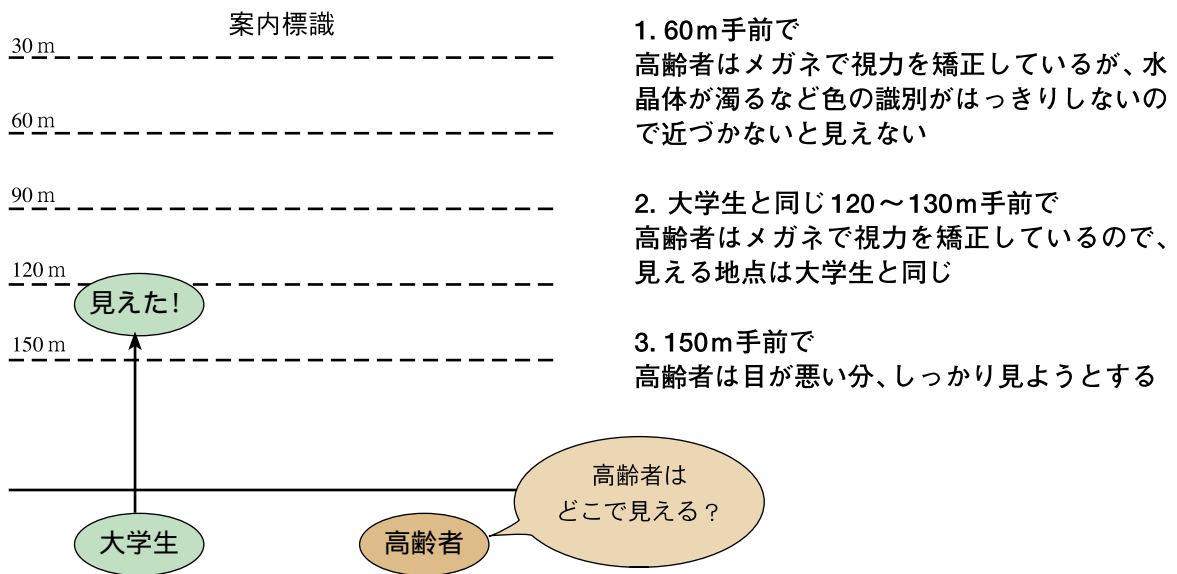 案内標識
30 m
60 m
90 m
120 m
見えた!
150 m
大学生
高齢者
高齢者は
どこで見える？
1. 60m手前で
高齢者はメガネで視力を矯正しているが、水
晶体が濁るなど色の識別がはっきりしないの
で近づかないと見えない
2. 大学生と同じ120〜130m手前で
高齢者はメガネで視力を矯正しているので、
見える地点は大学生と同じ
3. 150m手前で
高齢者は目が悪い分、しっかり見ようとする